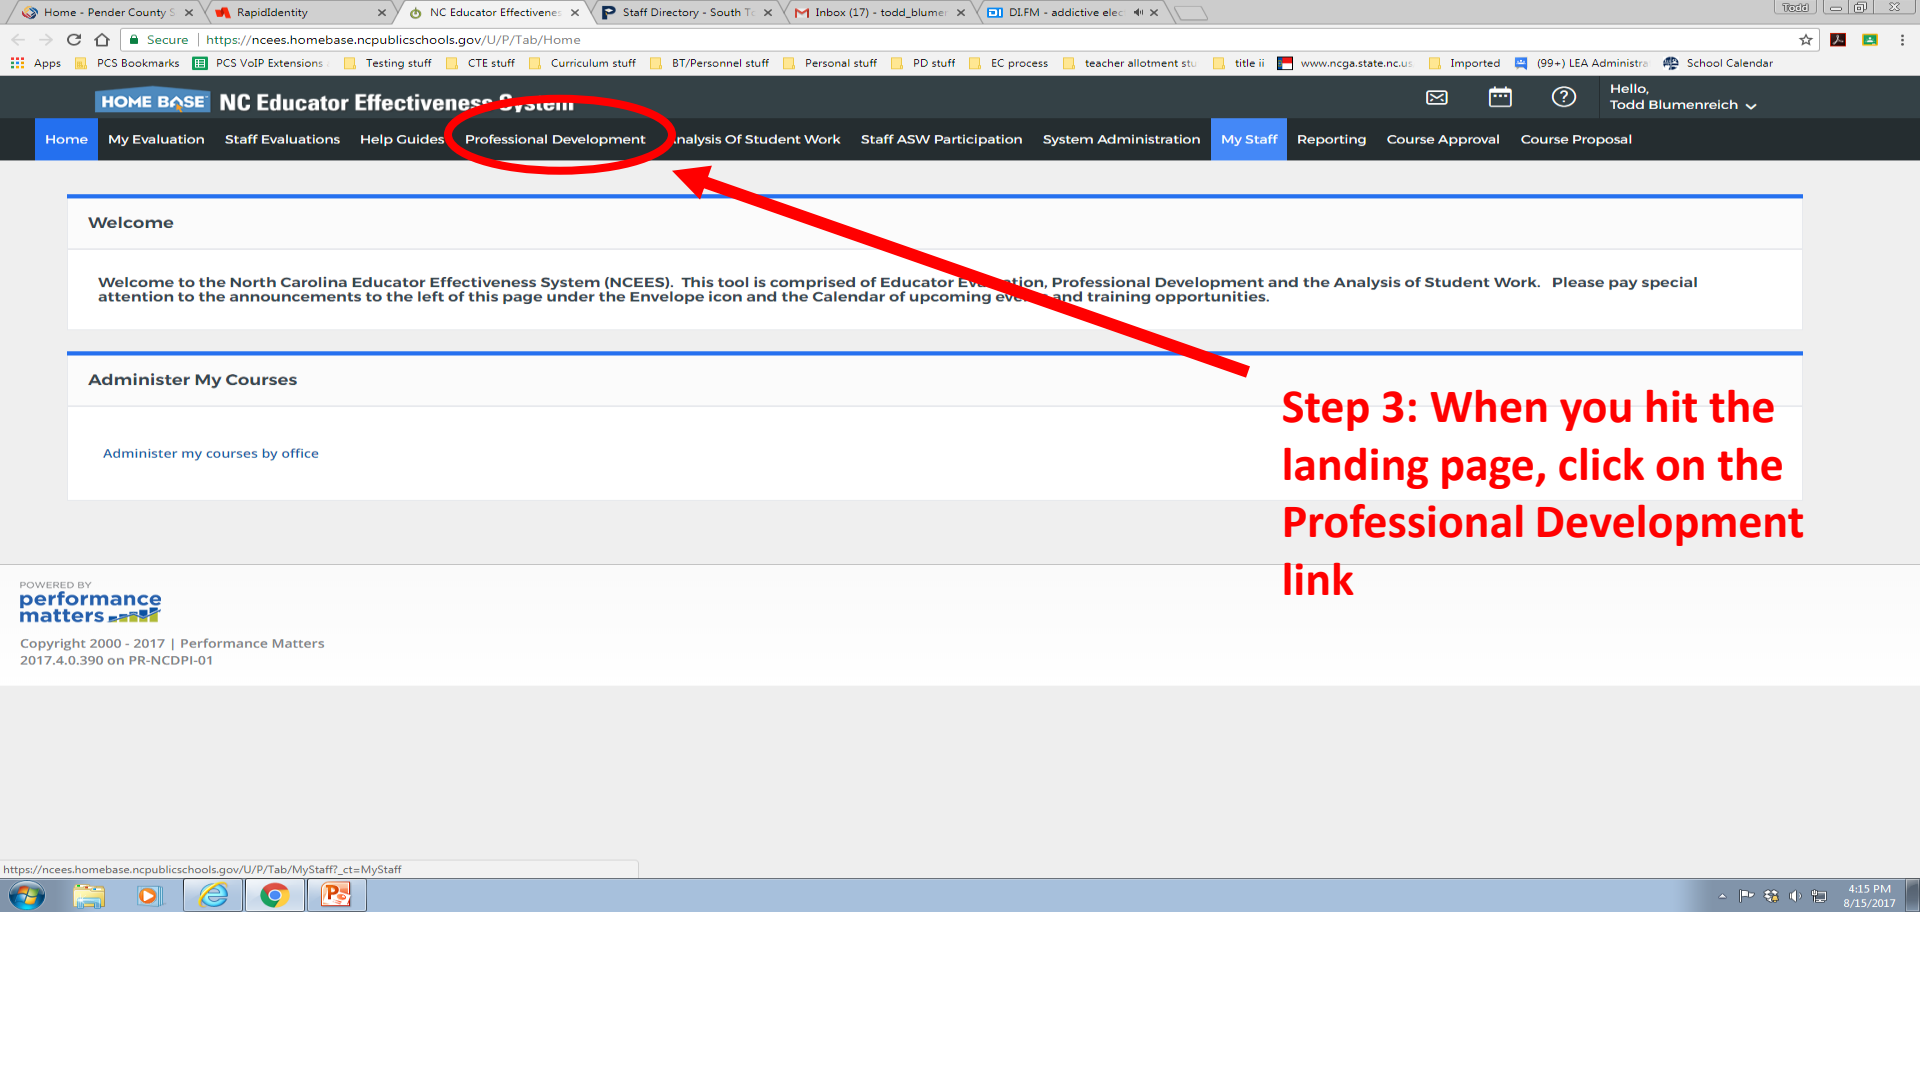 Home - Pender County S
RapidIdentity
NC Educator Effectivenes
Staff Directory - South To
Inbox (17) - todd_blumer
DI.FM - addictive elec
Todd
Secure | https://ncees.homebase.ncpublicschools.gov/U/P/Tab/Home
Apps PCS Bookmarks PCS VoIP Extensions Testing stuff CTE stuff Curriculum stuff BT/Personnel stuff Personal stuff PD stuff EC process teacher allotment stu title ii www.ncga.state.nc.us Imported (99+) LEA Administra School Calendar
HOME BASE NC Educator Effectiveness System
Hello,
Todd Blumenreich
Home My Evaluation Staff Evaluations Help Guides Professional Development Analysis Of Student Work Staff ASW Participation System Administration My Staff Reporting Course Approval Course Proposal
Welcome
Welcome to the North Carolina Educator Effectiveness System (NCEES). This tool is comprised of Educator Evaluation, Professional Development and the Analysis of Student Work. Please pay special
attention to the announcements to the left of this page under the Envelope icon and the Calendar of upcoming events and training opportunities.
Administer My Courses
Administer my courses by office
Step 3: When you hit the
landing page, click on the
Professional Development
link
POWERED BY
performance
matters
Copyright 2000 - 2017 | Performance Matters
2017.4.0.390 on PR-NCDPI-01
https://ncees.homebase.ncpublicschools.gov/U/P/Tab/MyStaff?_ct=MyStaff
4:15 PM
8/15/2017